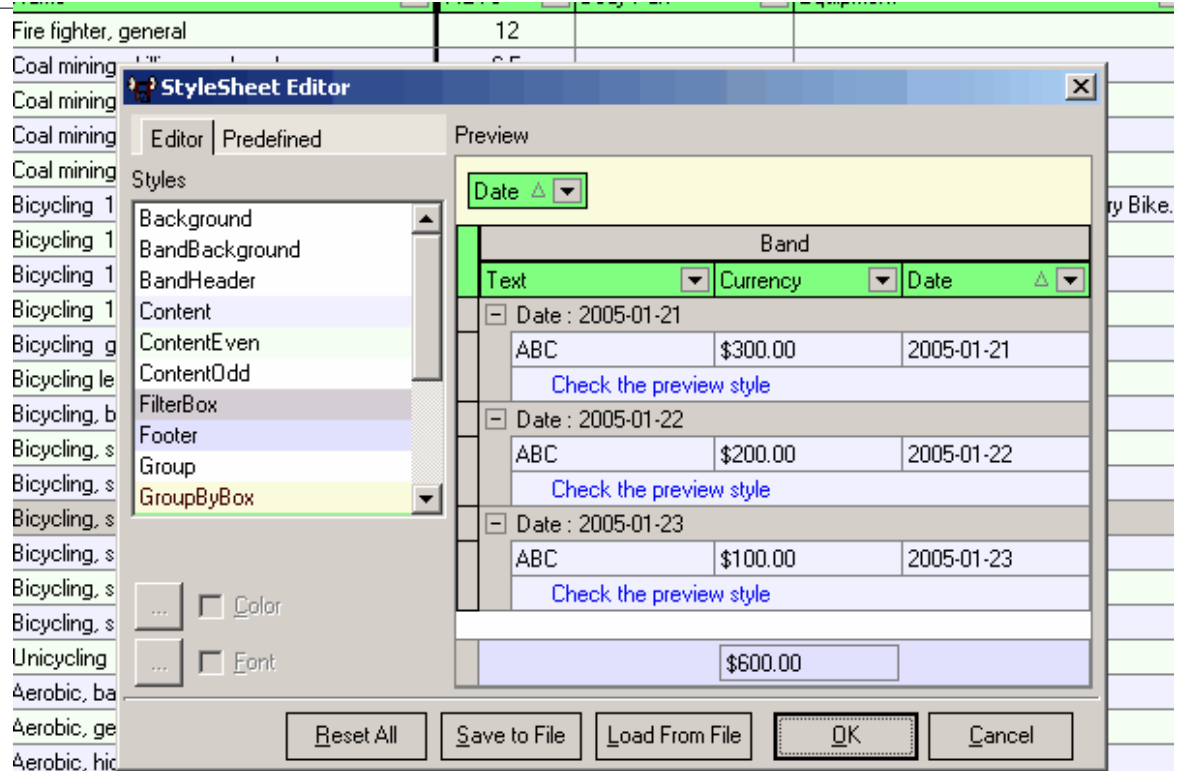 Fire fighter, general 12
Coal mining
StyleSheet Editor
Coal mining
Coal mining
Editor Predefined Preview
Coal mining
Styles
Date
Bicycling 1 ry Bike.
Background
Bicycling 1
BandBackground Band
Bicycling 1
BandHeader Text Currency Date
Bicycling 1
Content Date : 2005-01-21
Bicycling g
ContentEven ABC $300.00 2005-01-21
Bicycling le
ContentOdd Check the preview style
Bicycling, b
FilterBox Date : 2005-01-22
Bicycling, s
Footer ABC $200.00 2005-01-22
Bicycling, s
Group Check the preview style
Bicycling, s
GroupByBox Date : 2005-01-23
Bicycling, s
ABC $100.00 2005-01-23
Bicycling, s
... Color Check the preview style
Bicycling, s
Unicycling
... Font $600.00
Aerobic, ba
Aerobic, ge
Reset All Save to File Load From File OK Cancel
Aerobic, hic